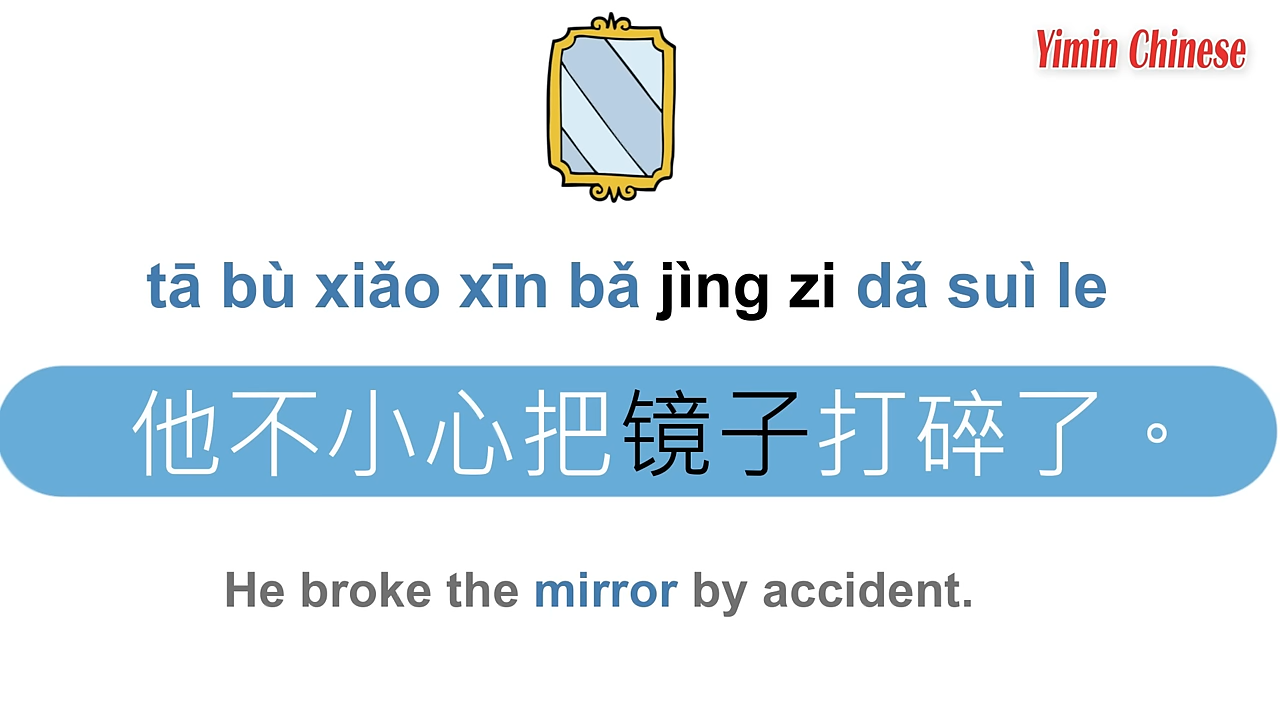 Yimin Chinese
tā bù xiǎo xīn bǎ jìng zi dǎ suì le
他不小心把镜子打碎了。
He broke the mirror by accident.